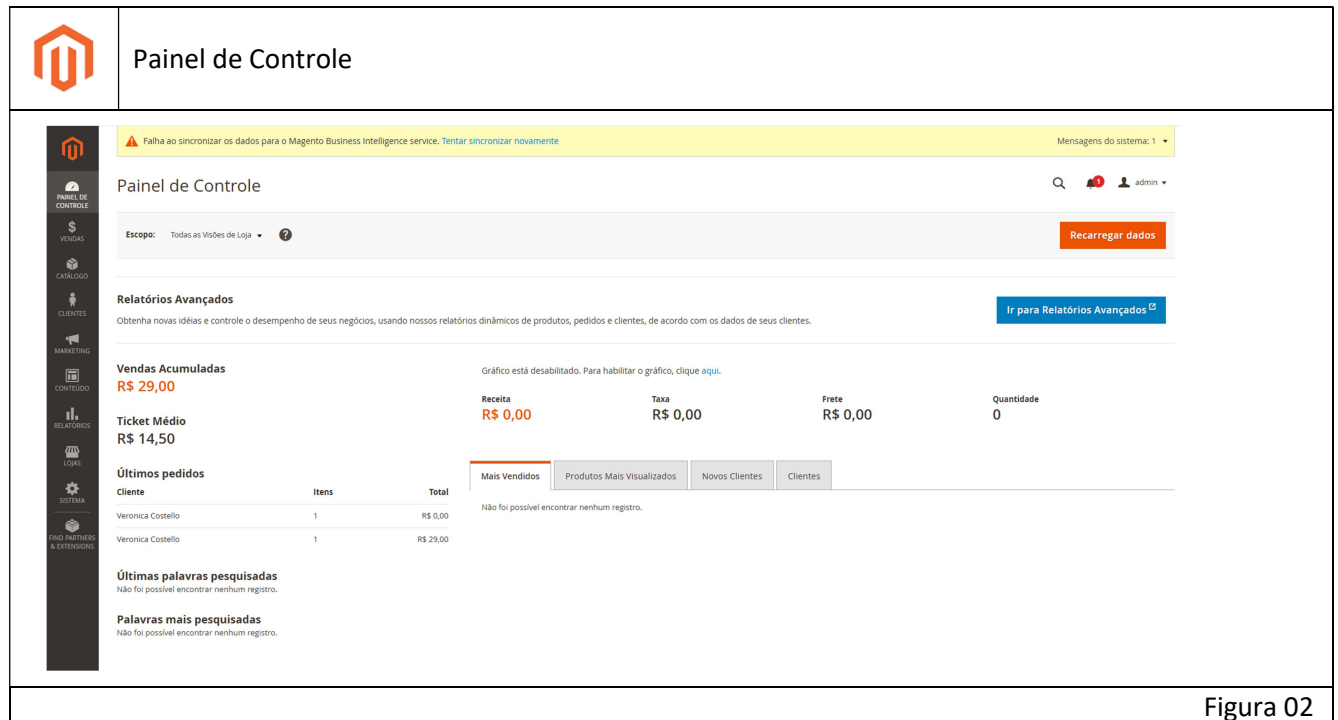 Painel de Controle
Falha ao sincronizar os dados para o Magento Business Intelligence service. Tentar sincronizar novamente
Mensagens do sistema: 1
PAINEL DE
CONTROLE
VENDAS
CATÁLOGO
CLIENTES
MARKETING
CONTEÚDO
RELATÓRIOS
LOJAS
SISTEMA
FIND PARTNERS
& EXTENSIONS
Painel de Controle
1
admin
Escopo: Todas as Visões de Loja ?
Recarregar dados
Relatórios Avançados
Obtenha novas idéias e controle o desempenho de seus negócios, usando nossos relatórios dinâmicos de produtos, pedidos e clientes, de acordo com os dados de seus clientes.
Ir para Relatórios Avançados
Vendas Acumuladas
R$ 29,00
Ticket Médio
R$ 14,50
Últimos pedidos
Cliente Itens Total
Veronica Costello 1 R$ 0,00
Veronica Costello 1 R$ 29,00
Últimas palavras pesquisadas
Não foi possível encontrar nenhum registro.
Palavras mais pesquisadas
Não foi possível encontrar nenhum registro.
Gráfico está desabilitado. Para habilitar o gráfico, clique aqui.
Receita Taxa Frete Quantidade
R$ 0,00 R$ 0,00 R$ 0,00 0
Mais Vendidos Produtos Mais Visualizados Novos Clientes Clientes
Não foi possível encontrar nenhum registro.
Figura 02